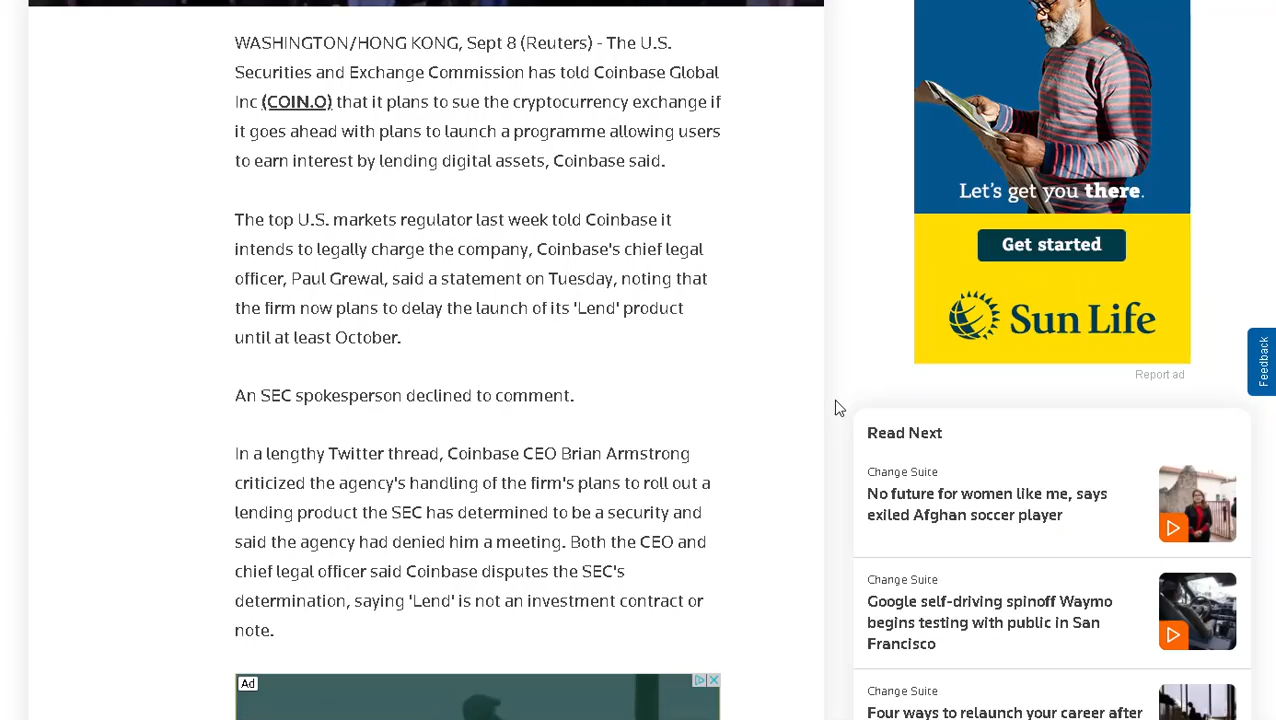 WASHINGTON/HONG KONG, Sept 8 (Reuters) - The U.S.
Securities and Exchange Commission has told Coinbase Global
Inc (COIN.O) that it plans to sue the cryptocurrency exchange if
it goes ahead with plans to launch a programme allowing users
to earn interest by lending digital assets, Coinbase said.
The top U.S. markets regulator last week told Coinbase it
intends to legally charge the company, Coinbase's chief legal
officer, Paul Grewal, said a statement on Tuesday, noting that
the firm now plans to delay the launch of its 'Lend' product
until at least October.
An SEC spokesperson declined to comment.
In a lengthy Twitter thread, Coinbase CEO Brian Armstrong
criticized the agency's handling of the firm's plans to roll out a
lending product the SEC has determined to be a security and
said the agency had denied him a meeting. Both the CEO and
chief legal officer said Coinbase disputes the SEC's
determination, saying 'Lend' is not an investment contract or
note.
Ad
Let's get you there.
Get started
Sun Life
Report ad
Feedback
Read Next
Change Suite
No future for women like me, says
exiled Afghan soccer player
Change Suite
Google self-driving spinoff Waymo
begins testing with public in San
Francisco
Change Suite
Four ways to relaunch your career after